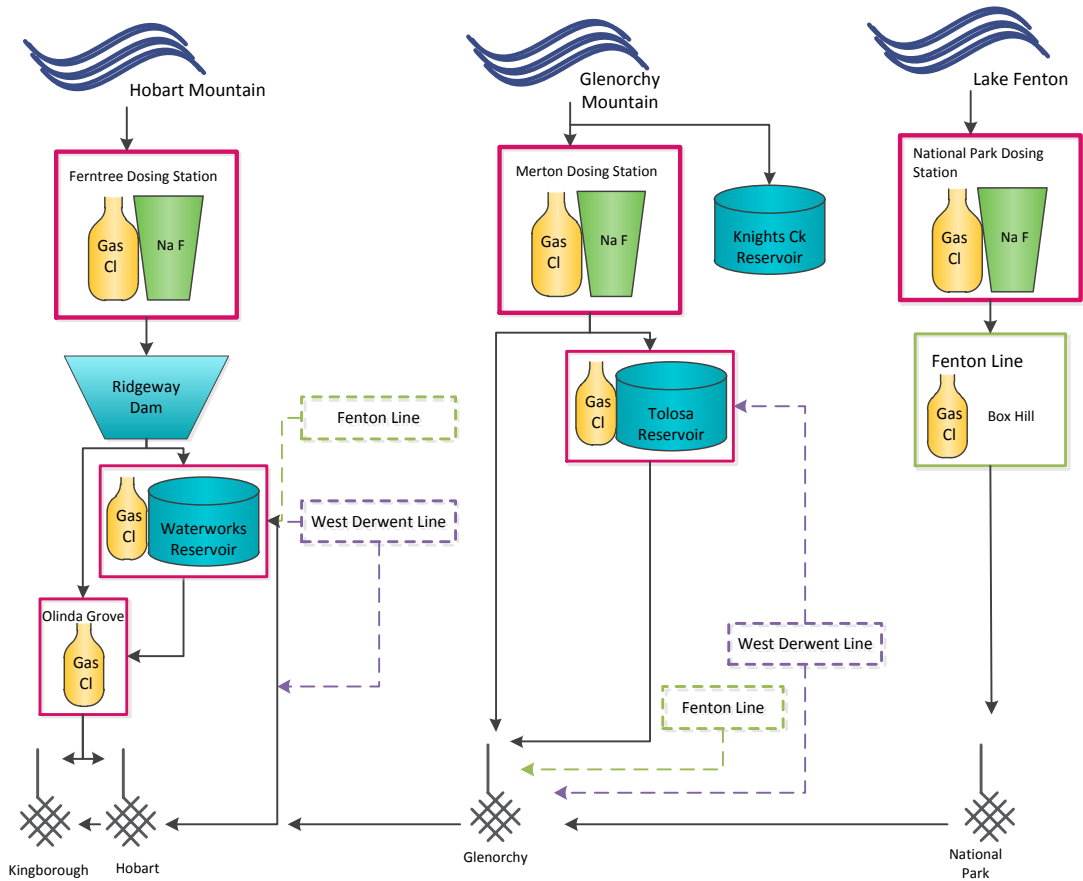 Hobart Mountain
Glenorchy
Mountain
Lake Fenton
Ferntree Dosing Station
Gas
Cl
Na F
Merton Dosing Station
Gas
Cl
Na F
Knights Ck
Reservoir
National Park Dosing
Station
Gas
Cl
Na F
Ridgeway
Dam
Fenton Line
Gas
Cl
Tolosa
Reservoir
Fenton Line
Gas
Cl
Box Hill
Gas
Cl
Waterworks
Reservoir
West Derwent Line
Olinda Grove
Gas
Cl
West Derwent Line
Fenton Line
Kingborough
Hobart
Glenorchy
National
Park